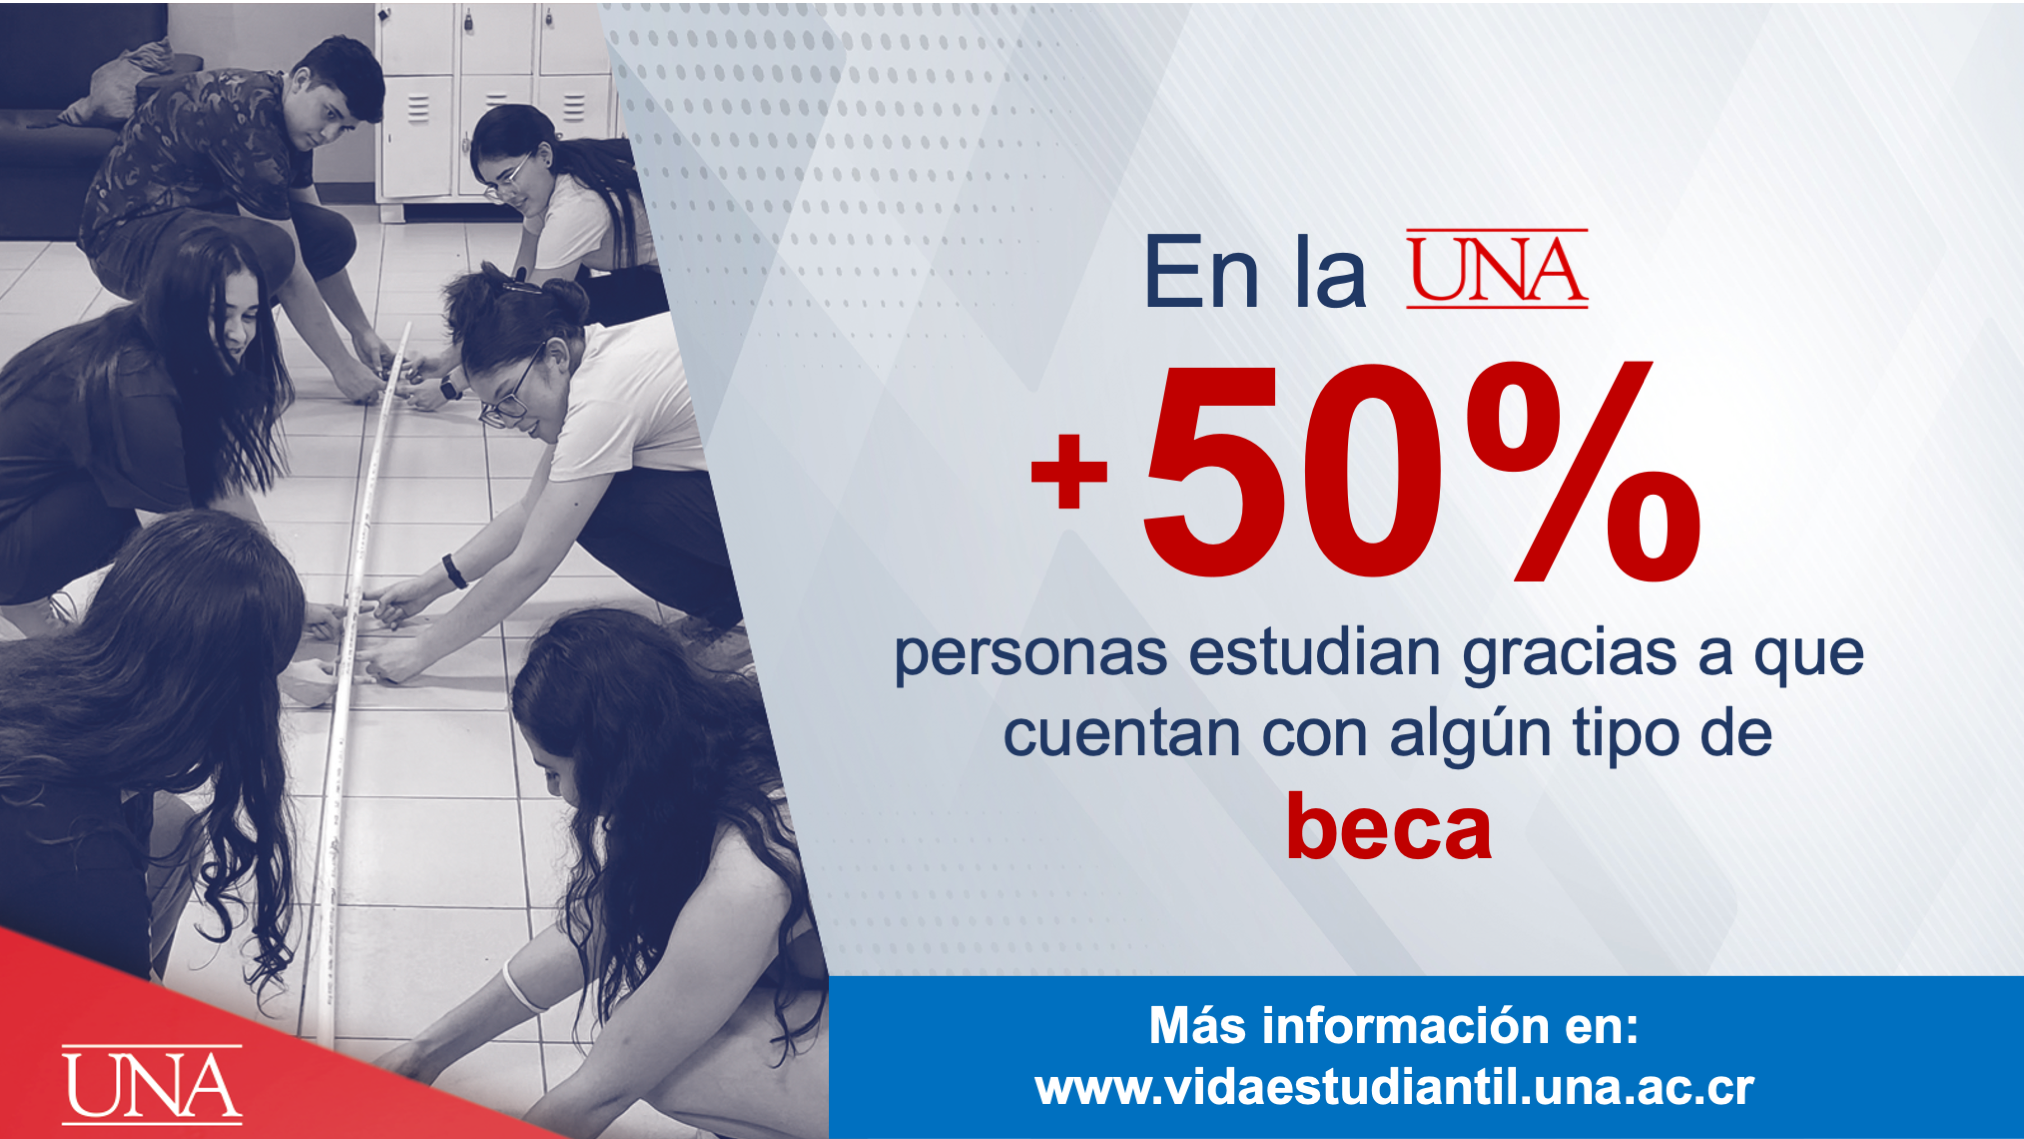 En la UNA
+50%
personas estudian gracias a que
cuentan con algún tipo de
beca
Más información en:
www.vidaestudiantil.una.ac.cr
UNA